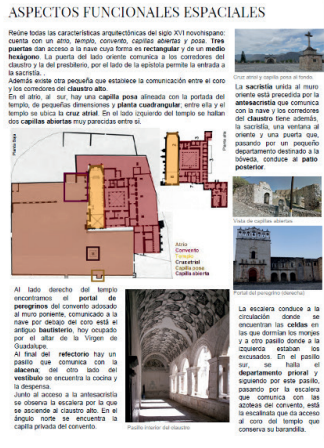 ASPECTOS FUNCIONALES ESPACIALES
Reúne todas las características arquitectónicas del siglo XVI novohispano:
cuenta con un atrio, templo, convento, capillas abiertas y posa. Tres
puertas dan acceso a la nave cuya forma es rectangular y de un medio
hexágono. La puerta del lado oriente comunica a los corredores del
claustro y la del presbiterio, por el lado de la epístola permite la entrada a
la sacristía..
Además existe otra pequeña que establece la comunicación entre el coro
y los corredores del claustro alto.
En el atrio, al sur, hay una capilla posa alineada con la portada del
templo, de pequeñas dimensiones y planta cuadrangular, entre ella y el
templo se ubica la cruz atrial. En el lado izquierdo del templo se hallan
dos capillas abiertas muy parecidas entre sí.
Planta baja
Planta alta
Atrio
Convento
Templo
Cruz atrial
Capilla posa
Capilla abierta
Al lado derecho del templo
encontramos el portal de
peregrinos del convento adosado
al muro poniente, comunicado a la
nave por debajo del coro está el
antiguo bautisterio, hoy ocupado
por el altar de la Virgen de
Guadalupe.
Al final del refectorio hay un
pasillo que comunica con la
alacena; del otro lado del
vestíbulo se encuentra la cocina y
la despensa.
Junto al acceso a la antesacristía
se observa la escalera por la que
se asciende al claustro alto. En el
ángulo norte se encuentra la
capilla privada del convento.
Pasillo interior del claustro
Cruz atrial y capilla posa al fondo
La sacristía unida al muro
oriente está precedida por la
antesacristía que comunica
con la nave y los corredores del
claustro tiene además,
la sacristía, una ventana al
oriente y una puerta que,
pasando por un pequeño
departamento destinado a la
bóveda, conduce al patio
posterior.
Vista de capillas abiertas
Portal del peregrino (derecha)
La escalera conduce a la
circulación donde se
encuentran las celdas en
las que dormían los monjes
y a otro pasillo donde a la
izquierda estaban los
excusados. En el pasillo
sur, se halla el
departamento prioral y
siguiendo por este pasillo,
pasando por la escalera
que comunica con las
azoteas del convento, está
la escalinata que da acceso
al coro del templo que
conserva su barandilla.